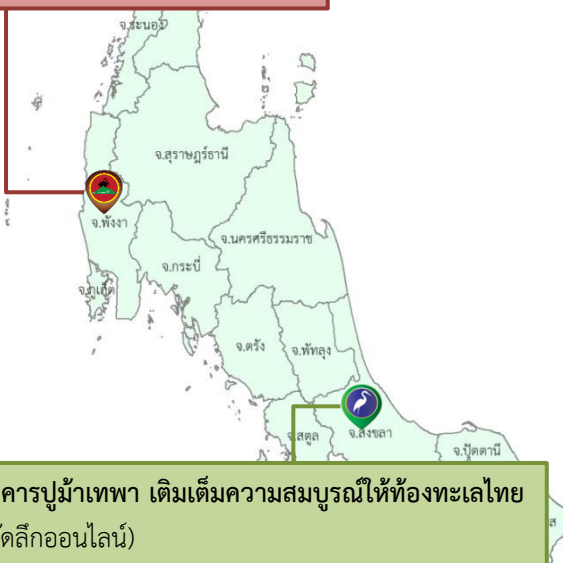 จ.ระนอง
จ.สุราษฎร์ธานี
จ.พังงา
จ.นครศรีธรรมราช
จ.กระบี่
จ.ภูเก็ต
จ.ตรัง
จ.พัทลุง
จ.สตูล
จ.สงขลา
จ.ปัตตานี
ส
คารปูม้าเทพา เติมเต็มความสมบูรณ์ให้ท้องทะเลไทย
ัดลึกออนไลน์)